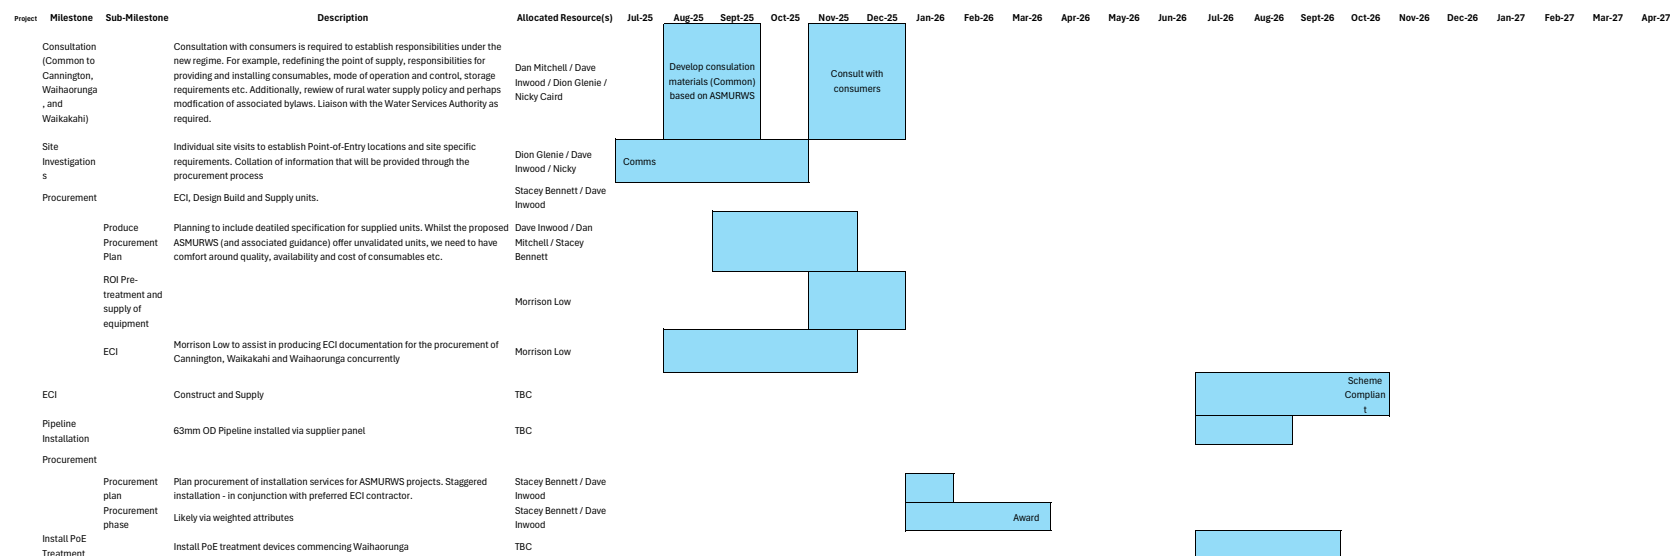 Project Milestone Sub-Milestone Description Allocated Resource(s) Jul-25 Aug-25 Sept-25 Oct-25 Nov-25 Dec-25 Jan-26 Feb-26 Mar-26 Apr-26 May-26 Jun-26 Jul-26 Aug-26 Sept-26 Oct-26 Nov-26 Dec-26 Jan-27 Feb-27 Mar-27 Apr-27
Consultation
(Common to
Cannington,
Waihaorunga
, and
Waikakahi)
Consultation with consumers is required to establish responsibilities under the
new regime. For example, redefining the point of supply, responsibilities for
providing and installing consumables, mode of operation and control, storage
requirements etc. Additionally, rewiew of rural water supply policy and perhaps
modfication of associated bylaws. Liaison with the Water Services Authority as
required.
Dan Mitchell / Dave
Inwood / Dion Glenie /
Nicky Caird
Develop consulation
materials (Common)
based on ASMURWS
Consult with
consumers
Site
Investigation
s
Individual site visits to establish Point-of-Entry locations and site specific
requirements. Collation of information that will be provided through the
procurement process
Dion Glenie / Dave
Inwood / Nicky
Comms
Procurement
ECI, Design Build and Supply units.
Stacey Bennett / Dave
Inwood
Produce
Procurement
Plan
Planning to include deatiled specification for supplied units. Whilst the proposed
ASMURWS (and associated guidance) offer unvalidated units, we need to have
comfort around quality, availability and cost of consumables etc.
Dave Inwood / Dan
Mitchell / Stacey
Bennett
ROI Pre-
treatment and
supply of
equipment
Morrison Low
ECI
Morrison Low to assist in producing ECI documentation for the procurement of
Cannington, Waikakahi and Waihaorunga concurrently
Morrison Low
ECI
Construct and Supply
TBC
Scheme
Complian
t
Pipeline
Installation
63mm OD Pipeline installed via supplier panel
TBC
Procurement
Procurement
plan
Plan procurement of installation services for ASMURWS projects. Staggered
installation - in conjunction with preferred ECI contractor.
Stacey Bennett / Dave
Inwood
Procurement
phase
Likely via weighted attributes
Stacey Bennett / Dave
Inwood
Award
Install PoE
Treatment
Install PoE treatment devices commencing Waihaorunga
TBC